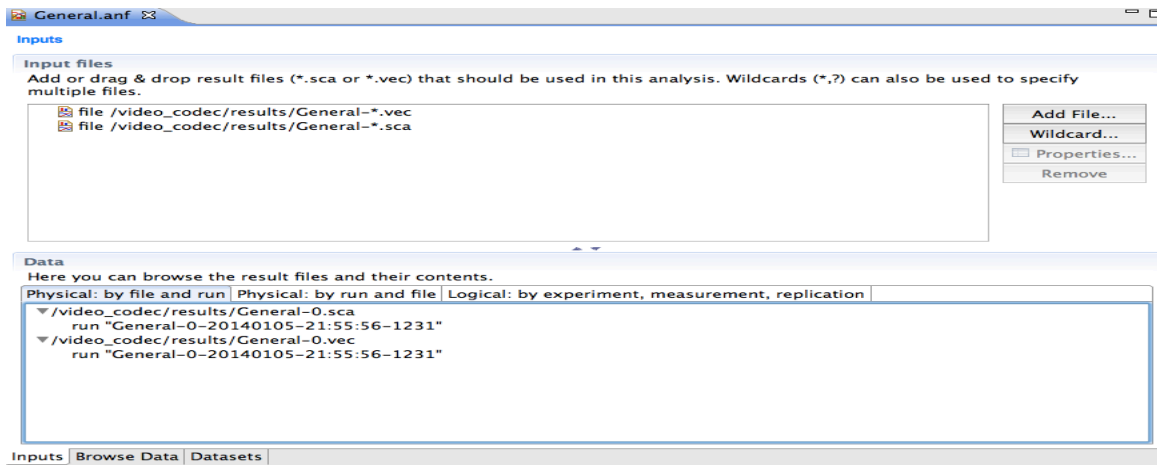 General.anf
Inputs
Input files
Add or drag & drop result files (*.sca or *.vec) that should be used in this analysis. Wildcards (*,?) can also be used to specify
multiple files.
file /video_codec/results/General-*.vec
file /video_codec/results/General-*.sca
Add File...
Wildcard...
Properties...
Remove
Data
Here you can browse the result files and their contents.
Physical: by file and run Physical: by run and file Logical: by experiment, measurement, replication
/video_codec/results/General-0.sca
run "General-0-20140105-21:55:56-1231"
/video_codec/results/General-0.vec
run "General-0-20140105-21:55:56-1231"
Inputs Browse Data Datasets